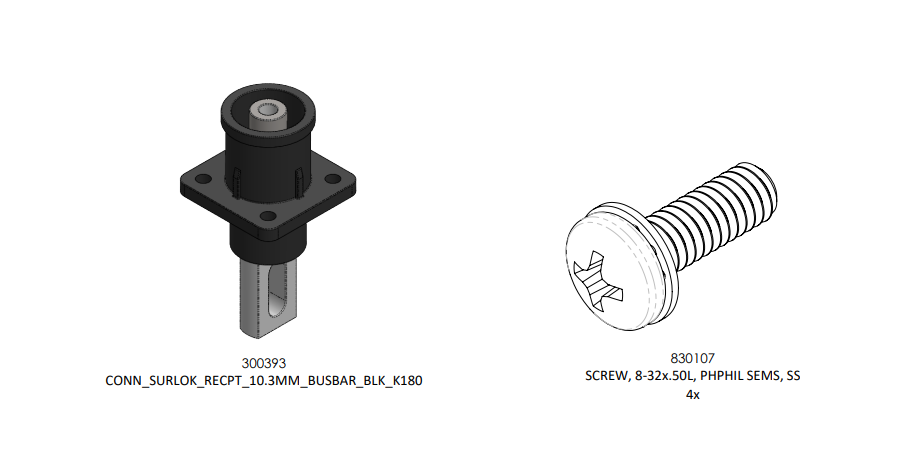 300393
CONN_SURLOK_RECPT_10.3MM_BUSBAR_BLK_K180
830107
SCREW, 8-32x.50L, PHPHIL SEMS, SS
4x